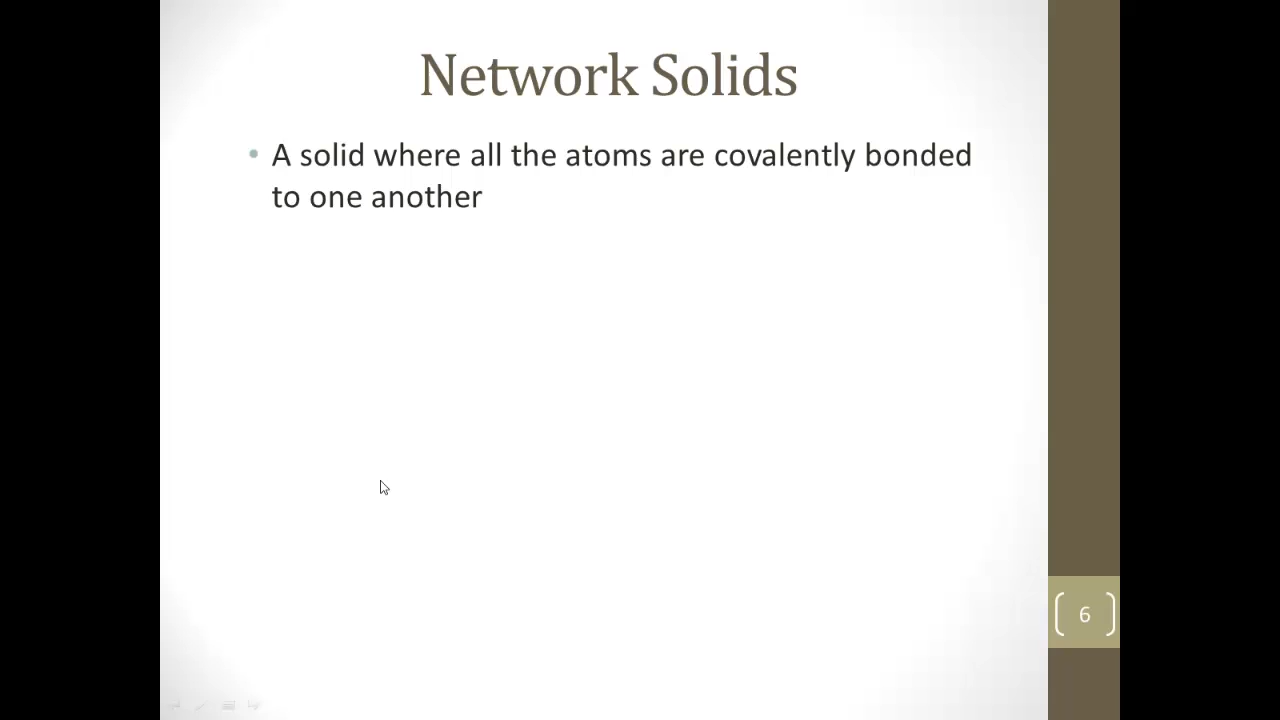 Network Solids
• A solid where all the atoms are covalently bonded
to one another
6